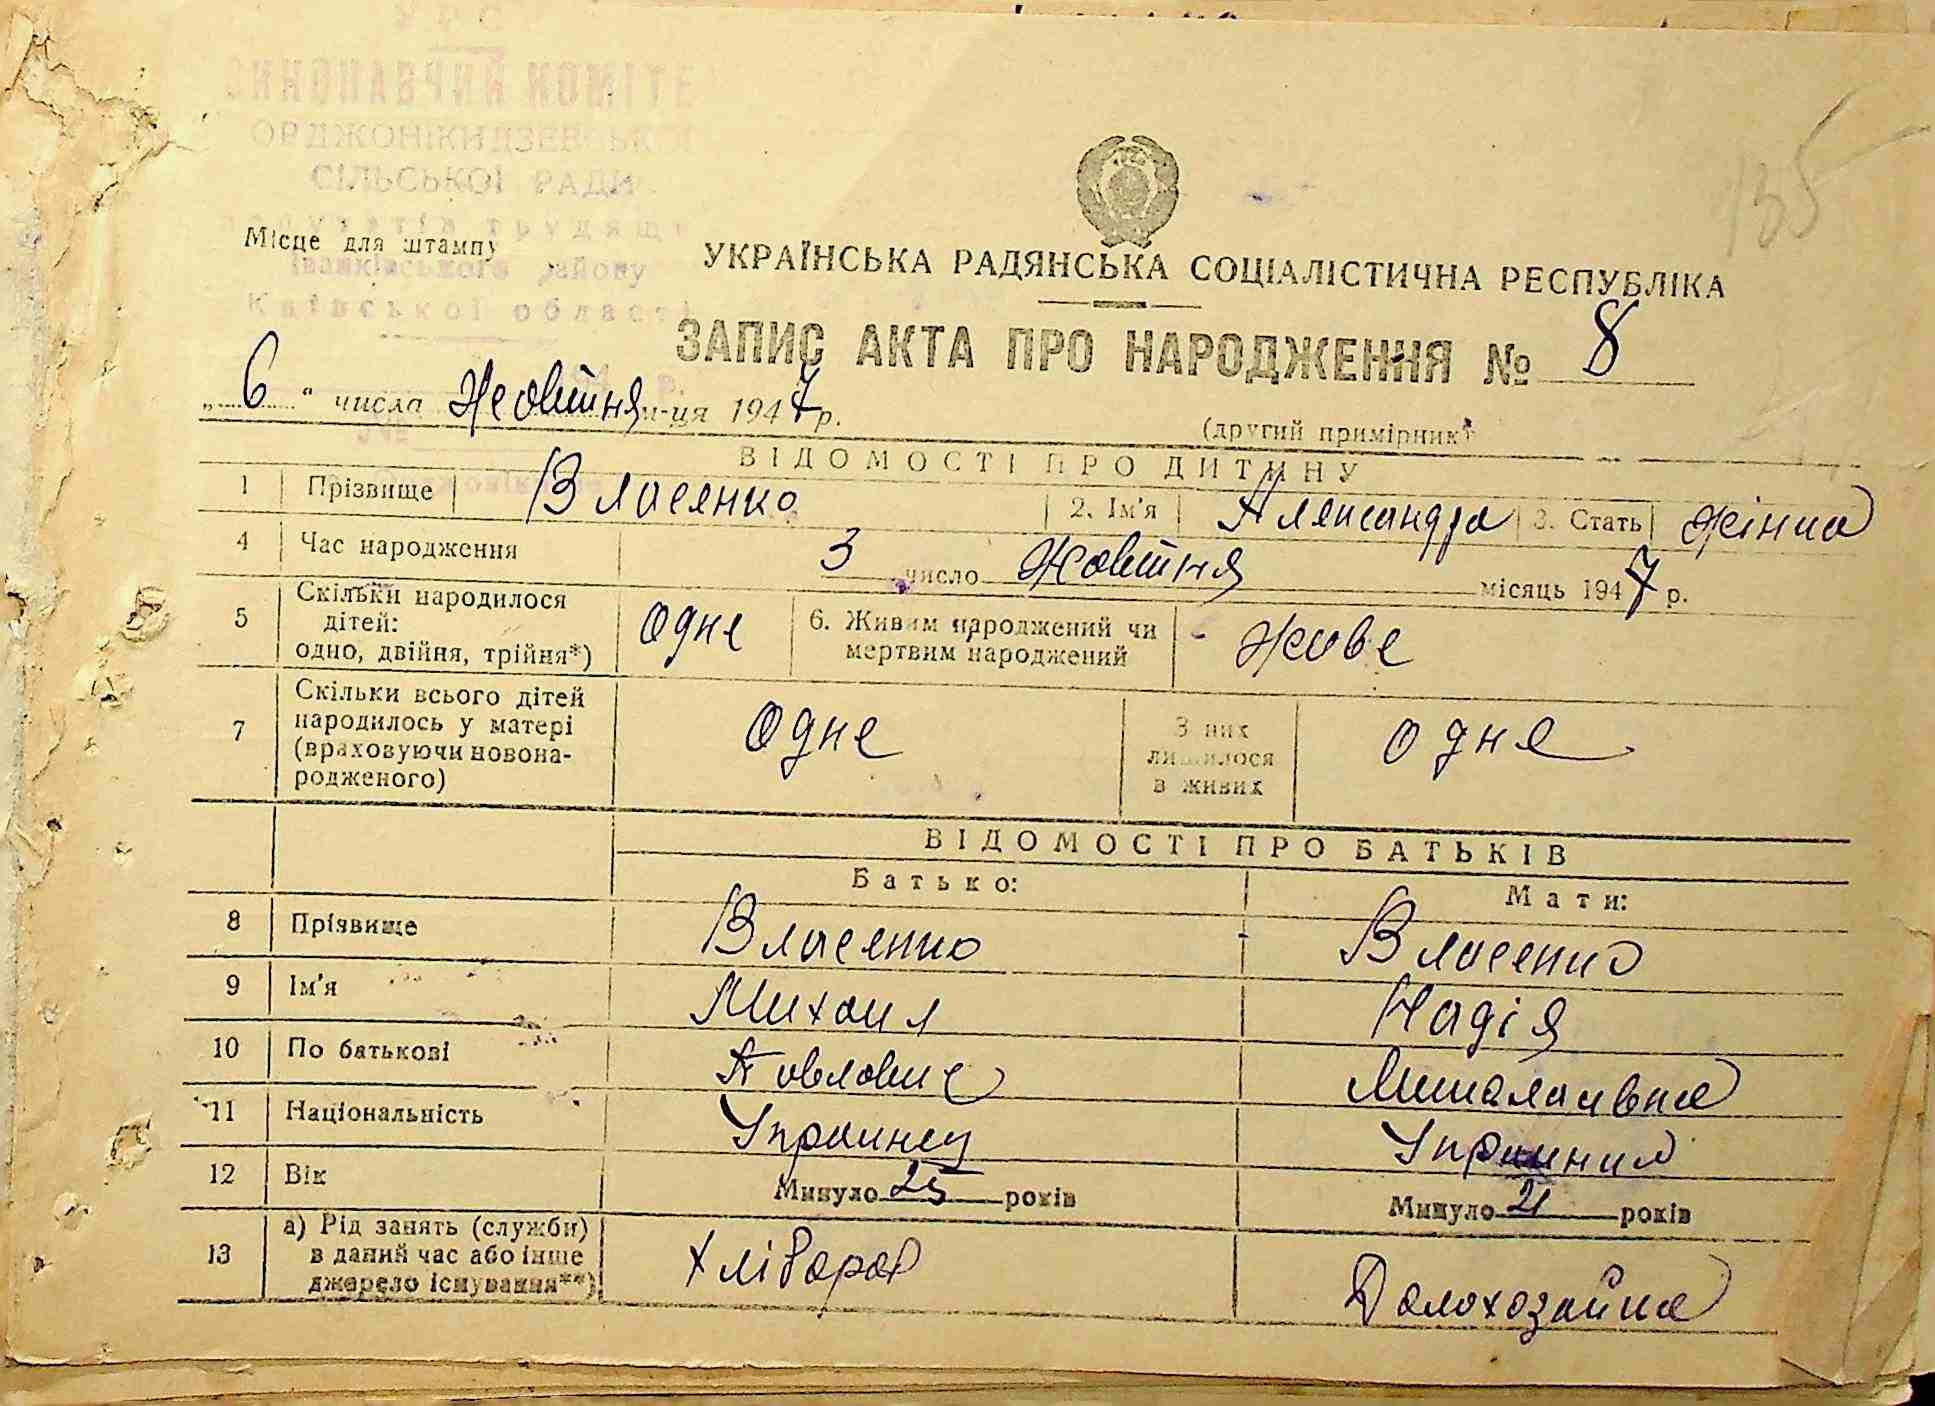 УРС
ВИКОНАВЧИЙ КОМІТЕ
ОРДЖОНІКІДЗЕВСЬКОЇ
СІЛЬСЬКОЇ РАДИ
депутатів трудящ
Місце для штампу
Іванківського району
Київської області
135
УКРАЇНСЬКА РАДЯНСЬКА СОЦІАЛІСТИЧНА РЕСПУБЛІКА
ЗАПИС АКТА ПРО НАРОДЖЕННЯ № 8
„6“ числа Жовтня м-ця 1947 р.
(другий примірник)
ВІДОМОСТІ ПРО ДИТИНУ
1 Прізвище Власенко 2. Ім'я Александра 3. Стать жінка
4 Час народження 3 число Жовтня місяць 1947 р.
5 Скільки народилося дітей: одно, двійня, трійня*) одне 6. Живим народжений чи мертвим народжений живе
7 Скільки всього дітей народилось у матері (враховуючи новонародженого) одне З них лишилося в живих одне
ВІДОМОСТІ ПРО БАТЬКІВ
Батько: Мати:
8 Прізвище Власенко Власенко
9 Ім'я Михаил Надія
10 По батькові Павлович
11 Національність Украинец Украинка
12 Вік Минуло 25 років Минуло 21 років
13 а) Рід занять (служби) в даний час або інше джерело існування**) хлібороб Домохозайка